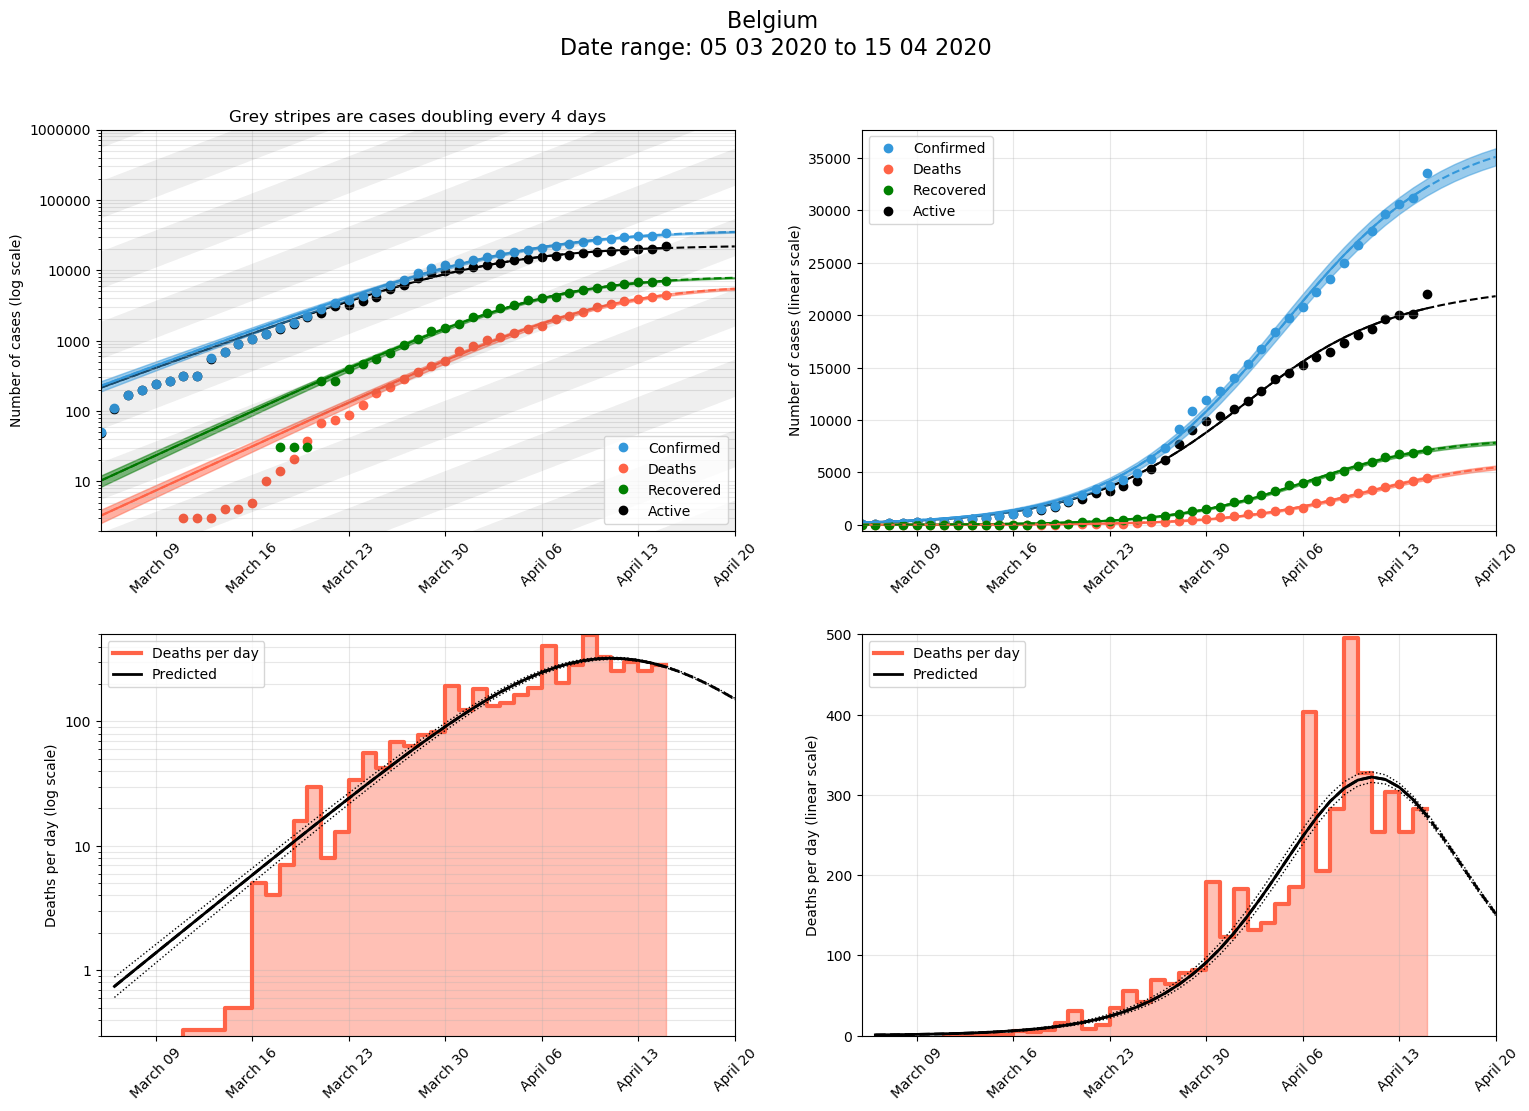 Belgium
Date range: 05 03 2020 to 15 04 2020
Grey stripes are cases doubling every 4 days
Number of cases (log scale)
1000000
100000
10000
1000
100
10
Confirmed
Deaths
Recovered
Active
March 09
March 16
March 23
March 30
April 06
April 13
April 20
Number of cases (linear scale)
35000
30000
25000
20000
15000
10000
5000
0
Confirmed
Deaths
Recovered
Active
March 09
March 16
March 23
March 30
April 06
April 13
April 20
Deaths per day (log scale)
100
10
1
Deaths per day
Predicted
March 09
March 16
March 23
March 30
April 06
April 13
April 20
Deaths per day (linear scale)
500
400
300
200
100
0
Deaths per day
Predicted
March 09
March 16
March 23
March 30
April 06
April 13
April 20